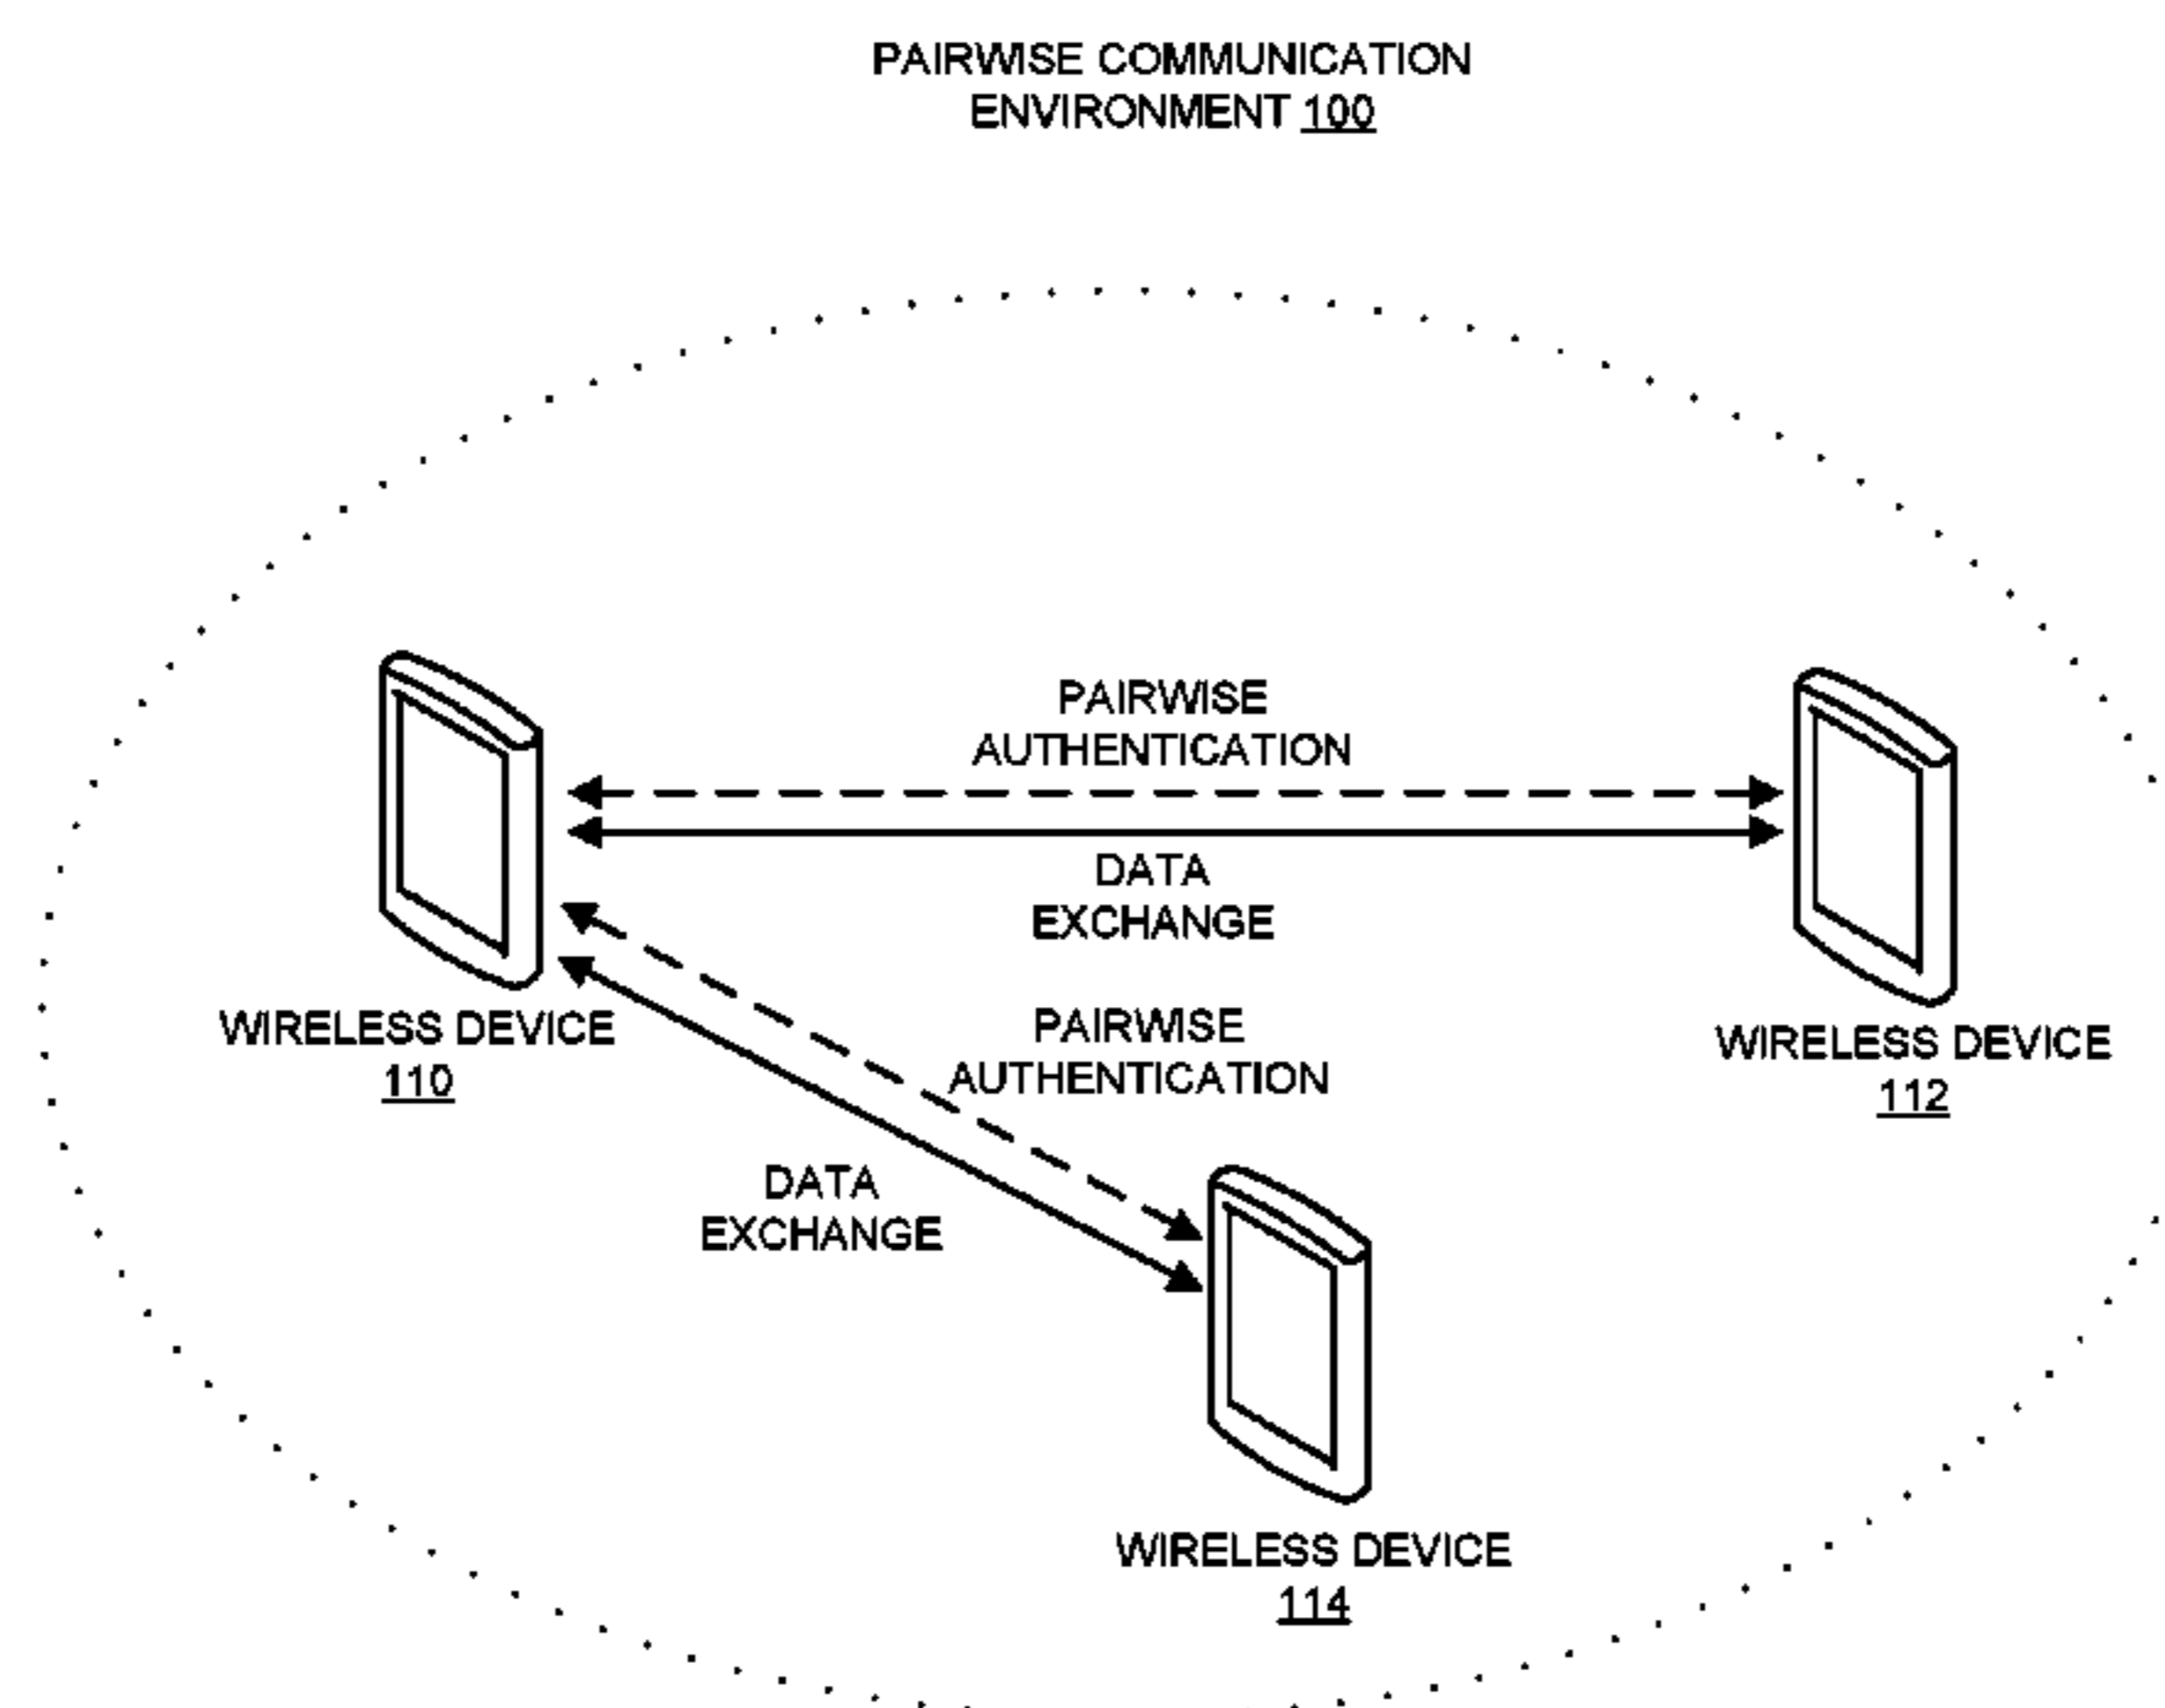 PAIRWISE COMMUNICATION
ENVIRONMENT 100
PAIRWISE
AUTHENTICATION
DATA
EXCHANGE
WIRELESS DEVICE
110
WIRELESS DEVICE
112
PAIRWISE
AUTHENTICATION
DATA
EXCHANGE
WIRELESS DEVICE
114